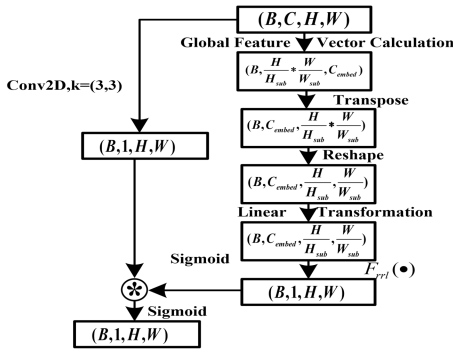 (B,C,H,W)
Global Feature Vector Calculation
(B, H/H_sub * W/W_sub, C_embed)
Conv2D,k=(3,3)
Transpose
(B,C_embed, H/H_sub * W/W_sub)
(B,1,H,W)
Reshape
(B,C_embed, H/H_sub, W/W_sub)
Linear Transformation
(B,C_embed, H/H_sub, W/W_sub)
Sigmoid
F_rrl(•)
(B,1,H,W)
*
Sigmoid
(B,1,H,W)